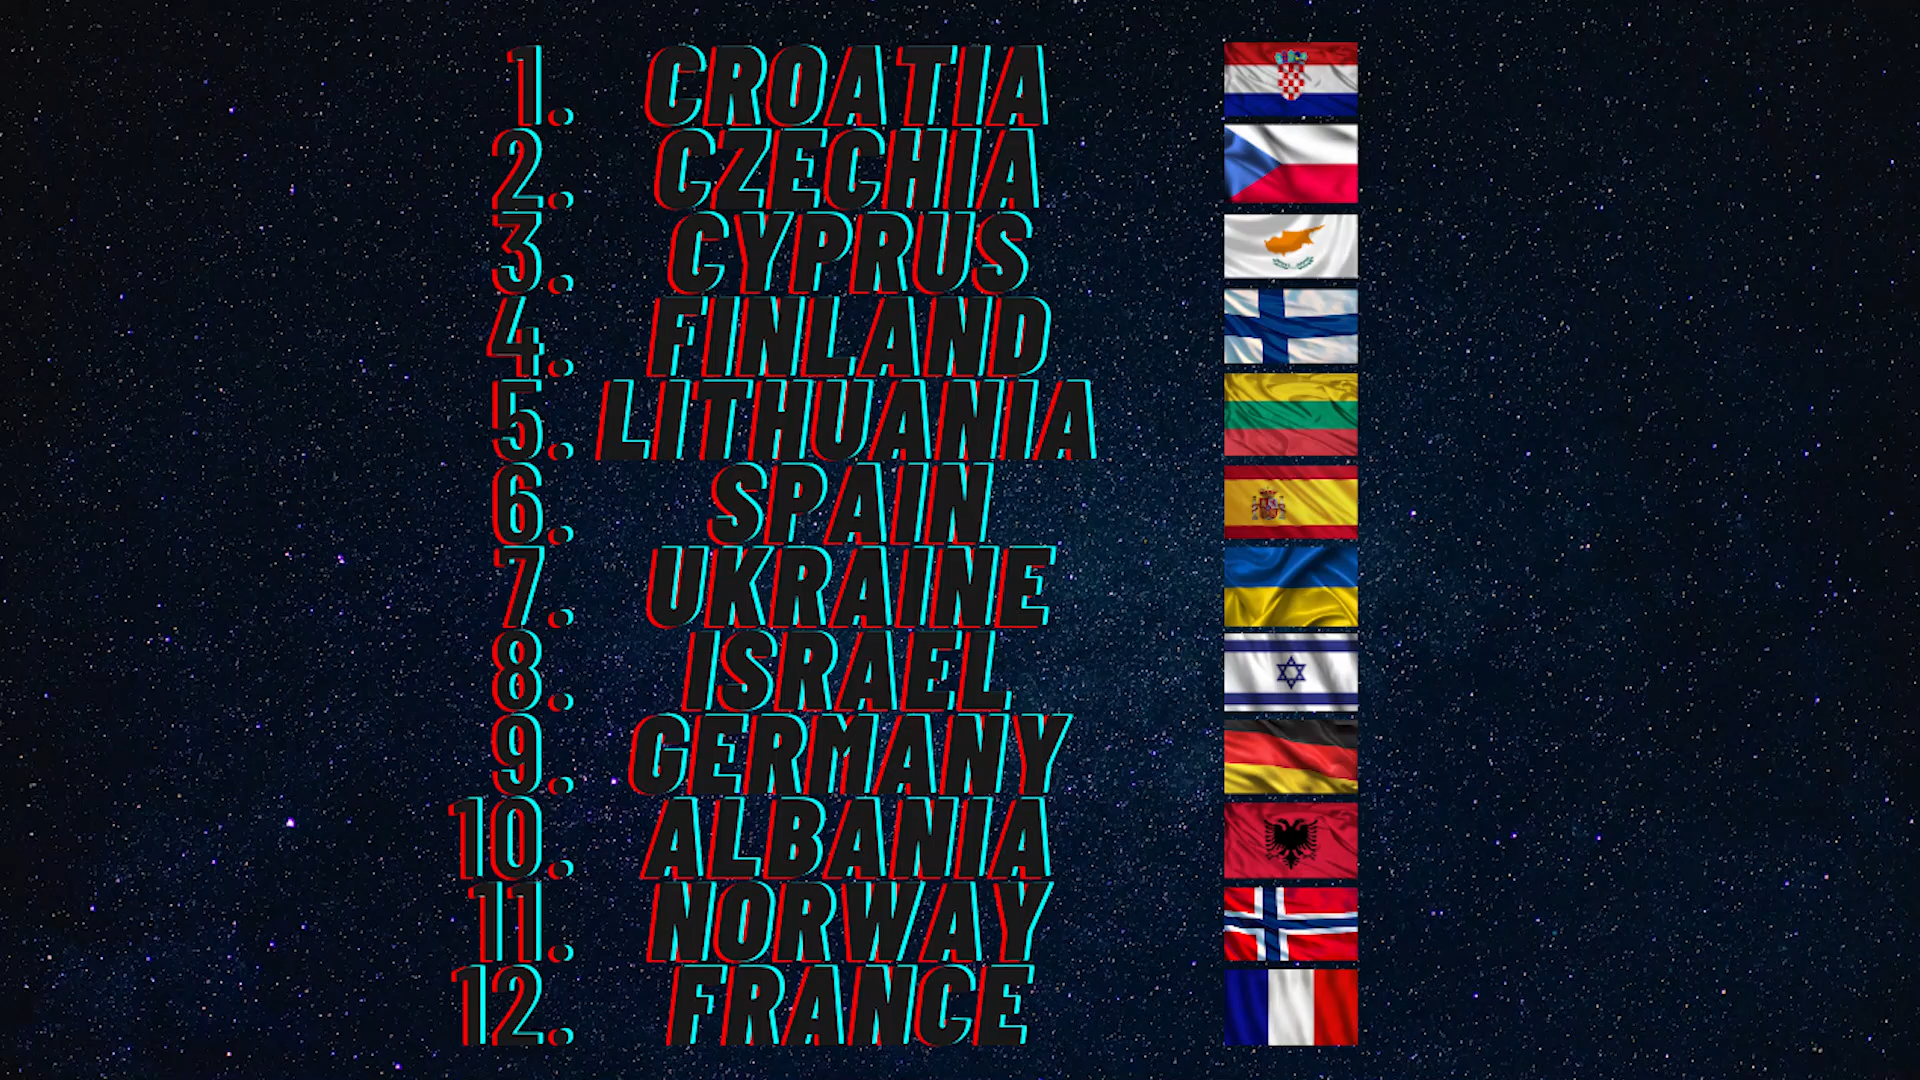 1. CROATIA
2. CZECHIA
3. CYPRUS
4. FINLAND
5. LITHUANIA
6. SPAIN
7. UKRAINE
8. ISRAEL
9. GERMANY
10. ALBANIA
11. NORWAY
12. FRANCE